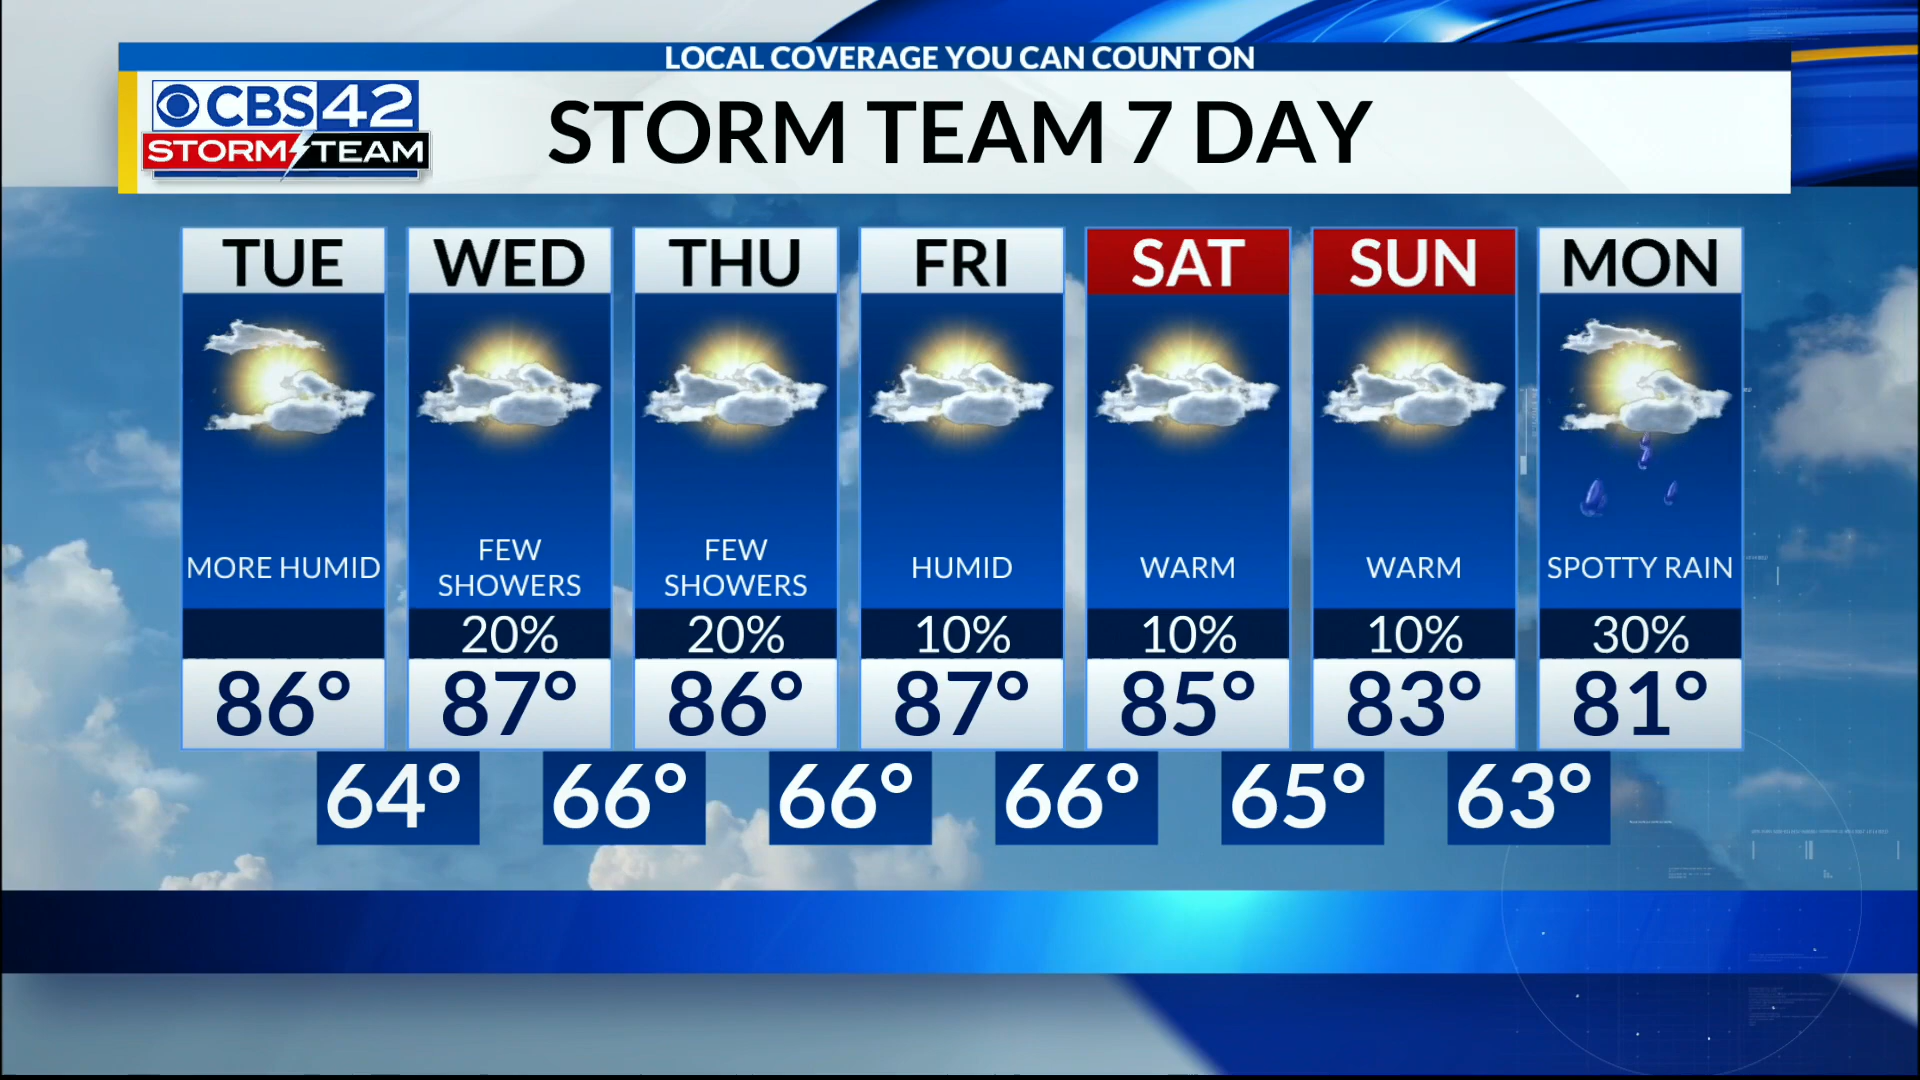 LOCAL COVERAGE YOU CAN COUNT ON
CBS 42
STORM TEAM
STORM TEAM 7 DAY
TUE WED THU FRI SAT SUN MON
MORE HUMID
FEW
SHOWERS
FEW
SHOWERS
HUMID
WARM
WARM
SPOTTY RAIN
20% 20% 10% 10% 10% 30%
86° 87° 86° 87° 85° 83° 81°
64° 66° 66° 66° 65° 63°